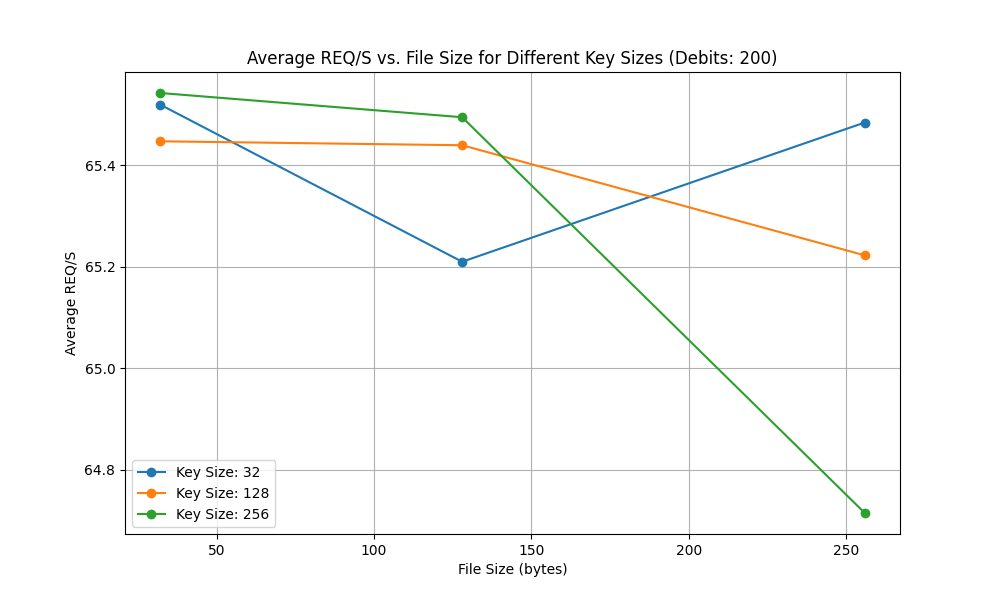 Average REQ/S vs. File Size for Different Key Sizes (Debits: 200)
Average REQ/S
65.4
65.2
65.0
64.8
Key Size: 32
Key Size: 128
Key Size: 256
50 100 150 200 250
File Size (bytes)